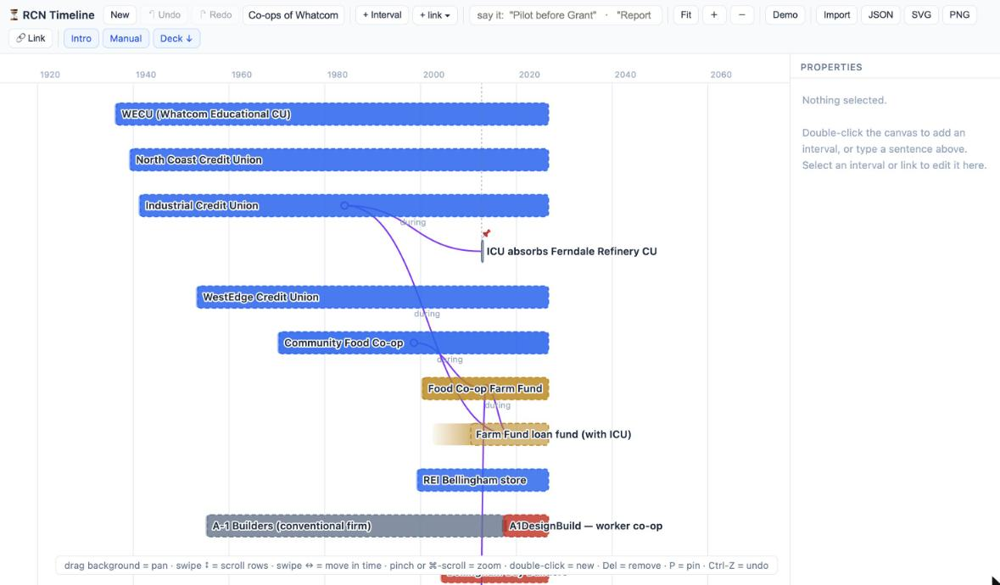 ⏳ RCN Timeline New Undo Redo Co-ops of Whatcom + Interval + link say it: "Pilot before Grant" · "Report Fit + − Demo Import JSON SVG PNG
Link Intro Manual Deck ↓
PROPERTIES
1920 1940 1960 1980 2000 2020 2040 2060
Nothing selected.
Double-click the canvas to add an
interval, or type a sentence above.
Select an interval or link to edit it here.
WECU (Whatcom Educational CU)
North Coast Credit Union
Industrial Credit Union
during
ICU absorbs Ferndale Refinery CU
WestEdge Credit Union
during
Community Food Co-op
during
Food Co-op Farm Fund
during
Farm Fund loan fund (with ICU)
REI Bellingham store
A-1 Builders (conventional firm)
A1DesignBuild — worker co-op
drag background = pan · swipe ↕ = scroll rows · swipe ↔ = move in time · pinch or ⌘-scroll = zoom · double-click = new · Del = remove · P = pin · Ctrl-Z = undo